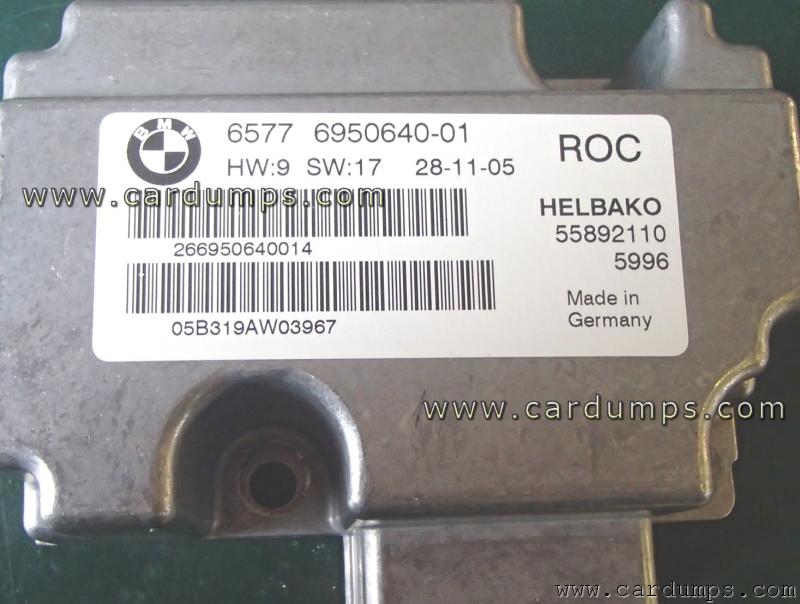 BMW
6577 6950640-01
HW:9 SW:17 28-11-05
ROC
www.cardumps.com
266950640014
HELBAKO
55892110
5996
05B319AW03967
Made in
Germany
www.cardumps.com
www.cardumps.com